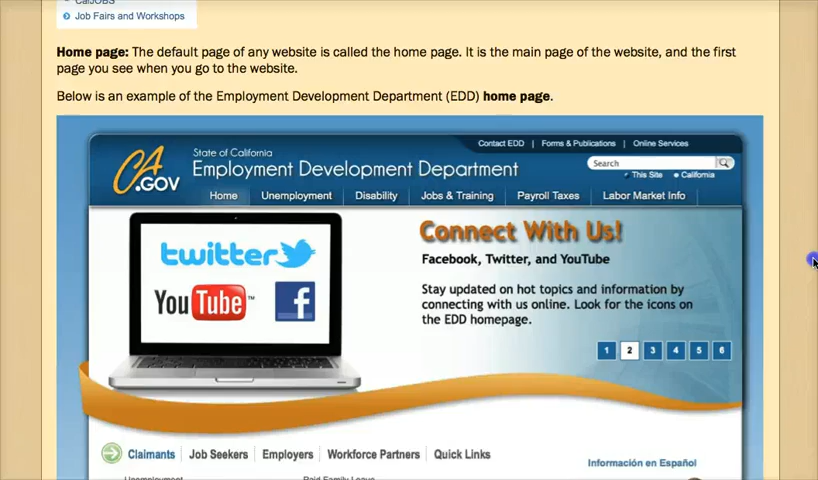 CalJOBS
Job Fairs and Workshops
Home page: The default page of any website is called the home page. It is the main page of the website, and the first
page you see when you go to the website.
Below is an example of the Employment Development Department (EDD) home page.
Contact EDD | Forms & Publications | Online Services
CA.GOV
State of California
Employment Development Department
Search
This Site California
Home Unemployment Disability Jobs & Training Payroll Taxes Labor Market Info
Connect With Us!
twitter
Facebook, Twitter, and YouTube
YouTube™ f
Stay updated on hot topics and information by
connecting with us online. Look for the icons on
the EDD homepage.
1 2 3 4 5 6
Claimants Job Seekers Employers Workforce Partners Quick Links
Información en Español
Unemployment Paid Family Leave